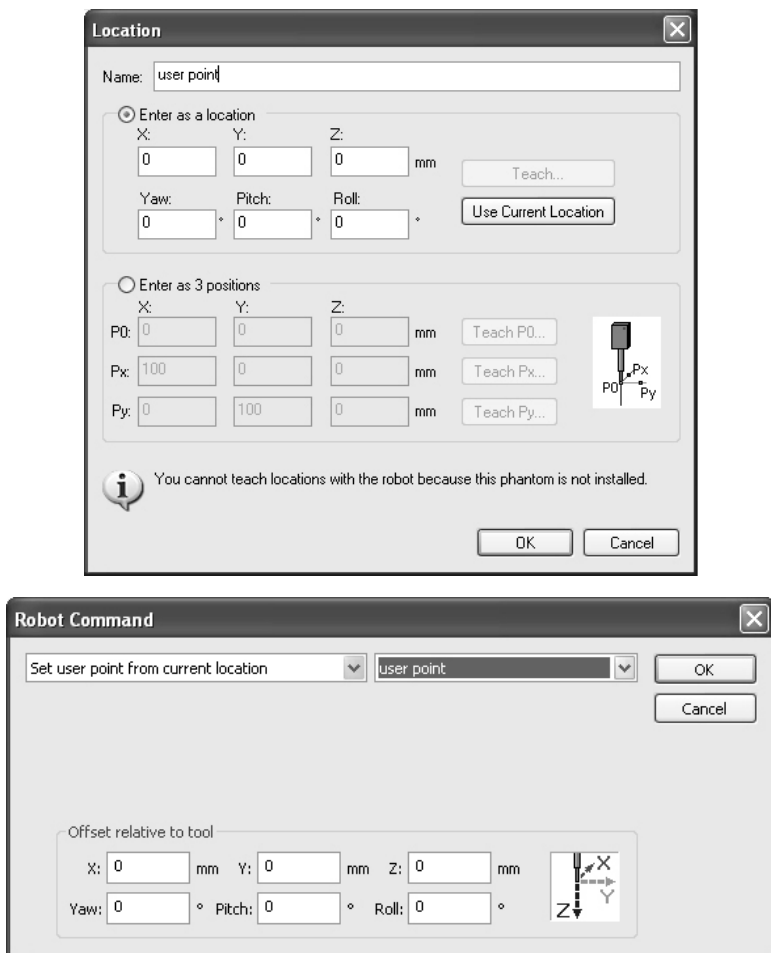 Location
Name: user point
Enter as a location
X: Y: Z:
0 0 0 mm Teach...
Yaw: Pitch: Roll:
0 ° 0 ° 0 ° Use Current Location
Enter as 3 positions
X: Y: Z:
P0: 0 0 0 mm Teach P0...
Px: 100 0 0 mm Teach Px...
Py: 0 100 0 mm Teach Py...
Px
P0
Py
You cannot teach locations with the robot because this phantom is not installed.
OK Cancel
Robot Command
Set user point from current location user point OK
Cancel
Offset relative to tool
X: 0 mm Y: 0 mm Z: 0 mm
Yaw: 0 ° Pitch: 0 ° Roll: 0 °
X
Y
Z